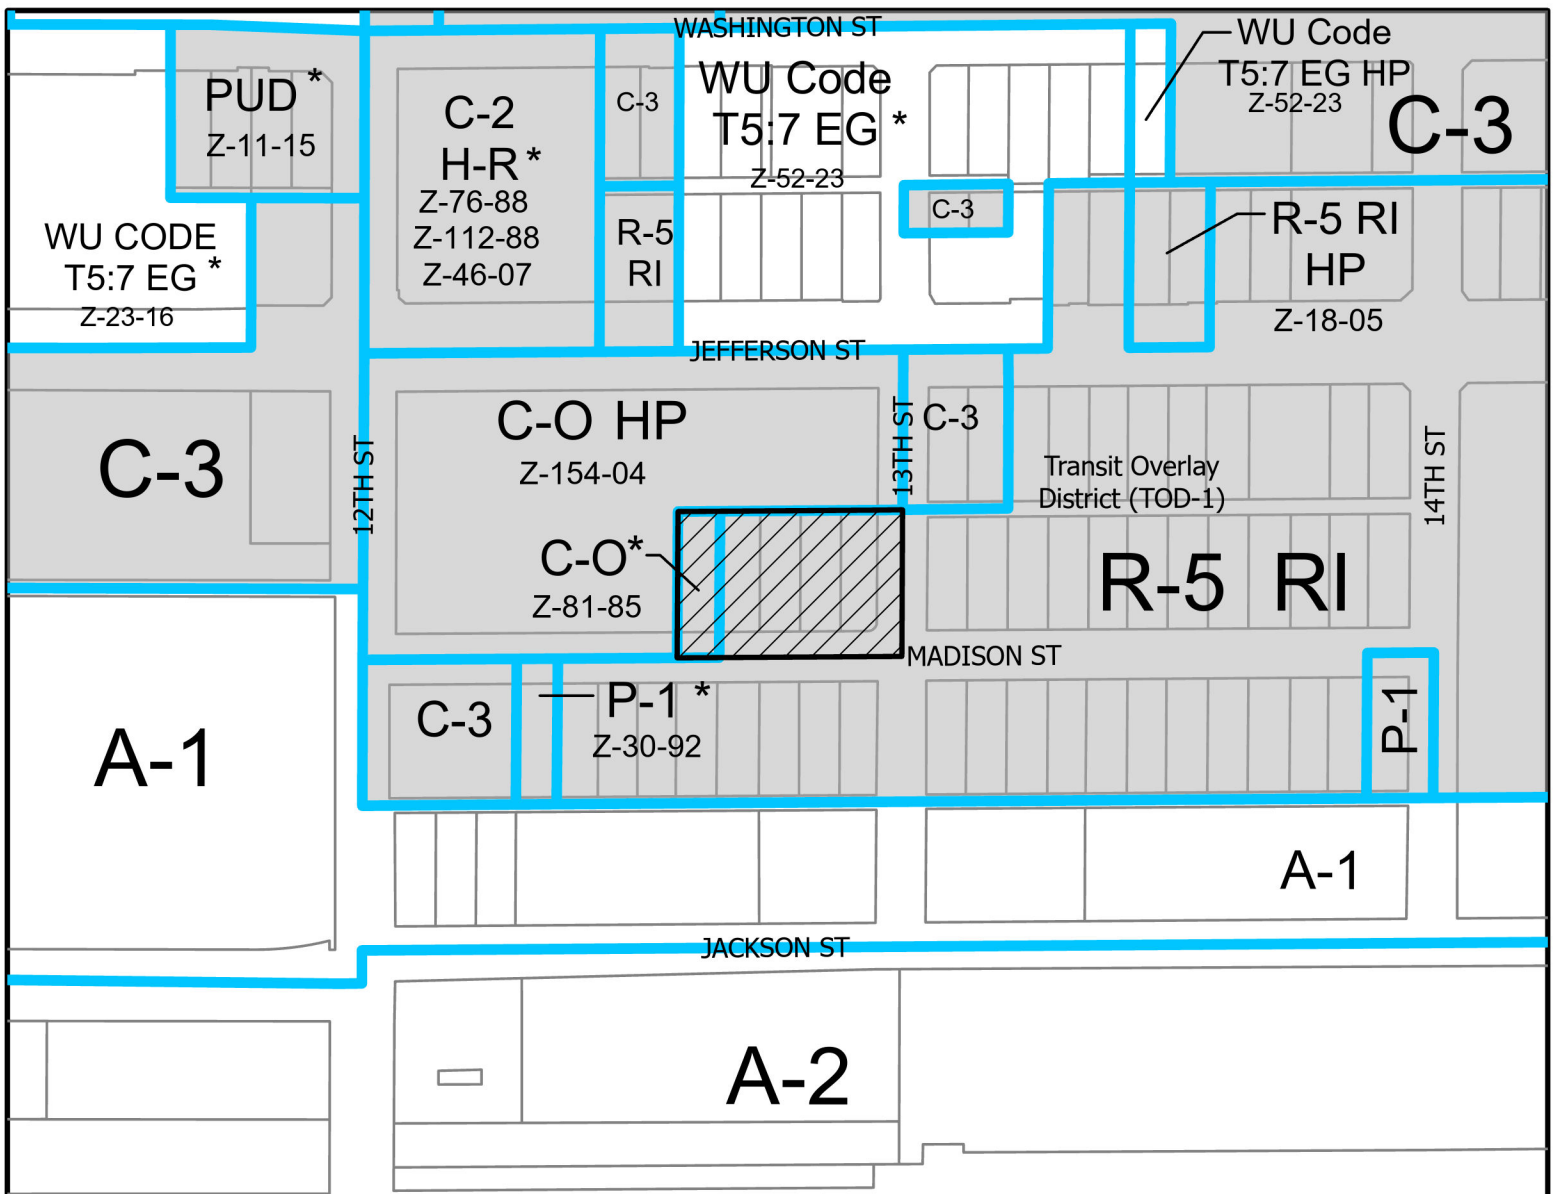 WASHINGTON ST
PUD *
Z-11-15
C-2
H-R *
Z-76-88
Z-112-88
Z-46-07
C-3
WU Code
T5:7 EG *
Z-52-23
WU Code
T5:7 EG HP
Z-52-23
C-3
WU CODE
T5:7 EG *
Z-23-16
R-5
RI
C-3
R-5 RI
HP
Z-18-05
JEFFERSON ST
C-3
12TH ST
C-O HP
Z-154-04
13TH ST
C-3
Transit Overlay
District (TOD-1)
14TH ST
C-O*
Z-81-85
R-5 RI
MADISON ST
A-1
C-3
P-1 *
Z-30-92
P-1
A-1
JACKSON ST
A-2